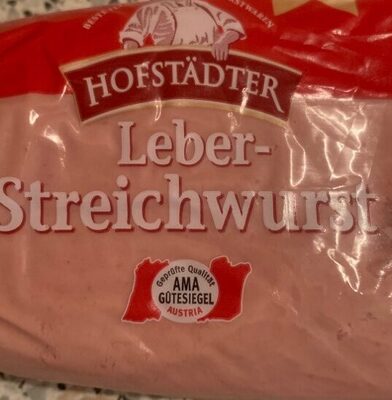 HOFSTÄDTER
Leber-
Streichwurst
Geprüfte Qualität
AMA
GÜTESIEGEL
AUSTRIA